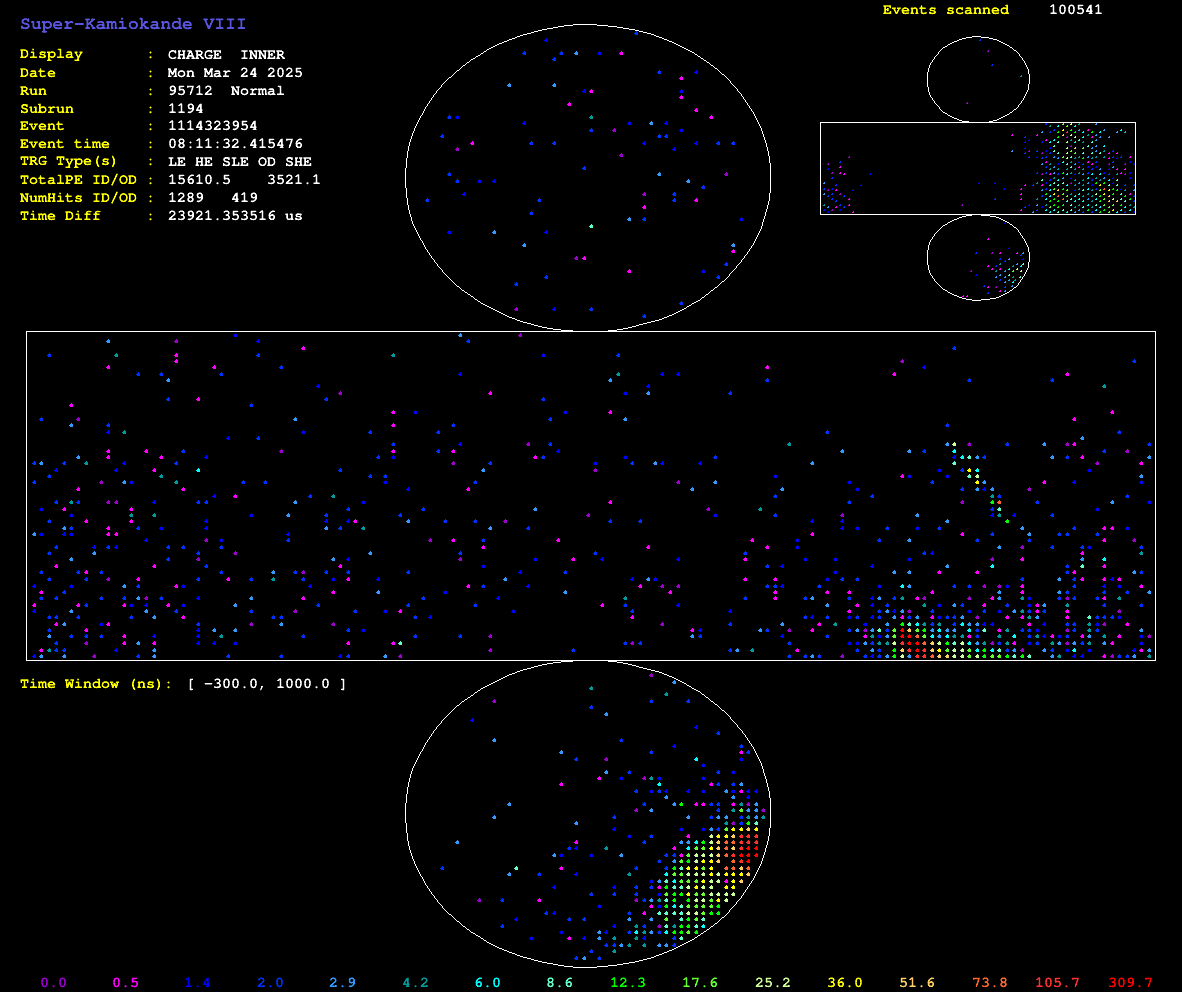 Super-Kamiokande VIII
Events scanned 100541
Display : CHARGE INNER
Date : Mon Mar 24 2025
Run : 95712 Normal
Subrun : 1194
Event : 1114323954
Event time : 08:11:32.415476
TRG Type(s) : LE HE SLE OD SHE
TotalPE ID/OD : 15610.5 3521.1
NumHits ID/OD : 1289 419
Time Diff : 23921.353516 us
Time Window (ns): [ −300.0, 1000.0 ]
0.0 0.5 1.4 2.0 2.9 4.2 6.0 8.6 12.3 17.6 25.2 36.0 51.6 73.8 105.7 309.7